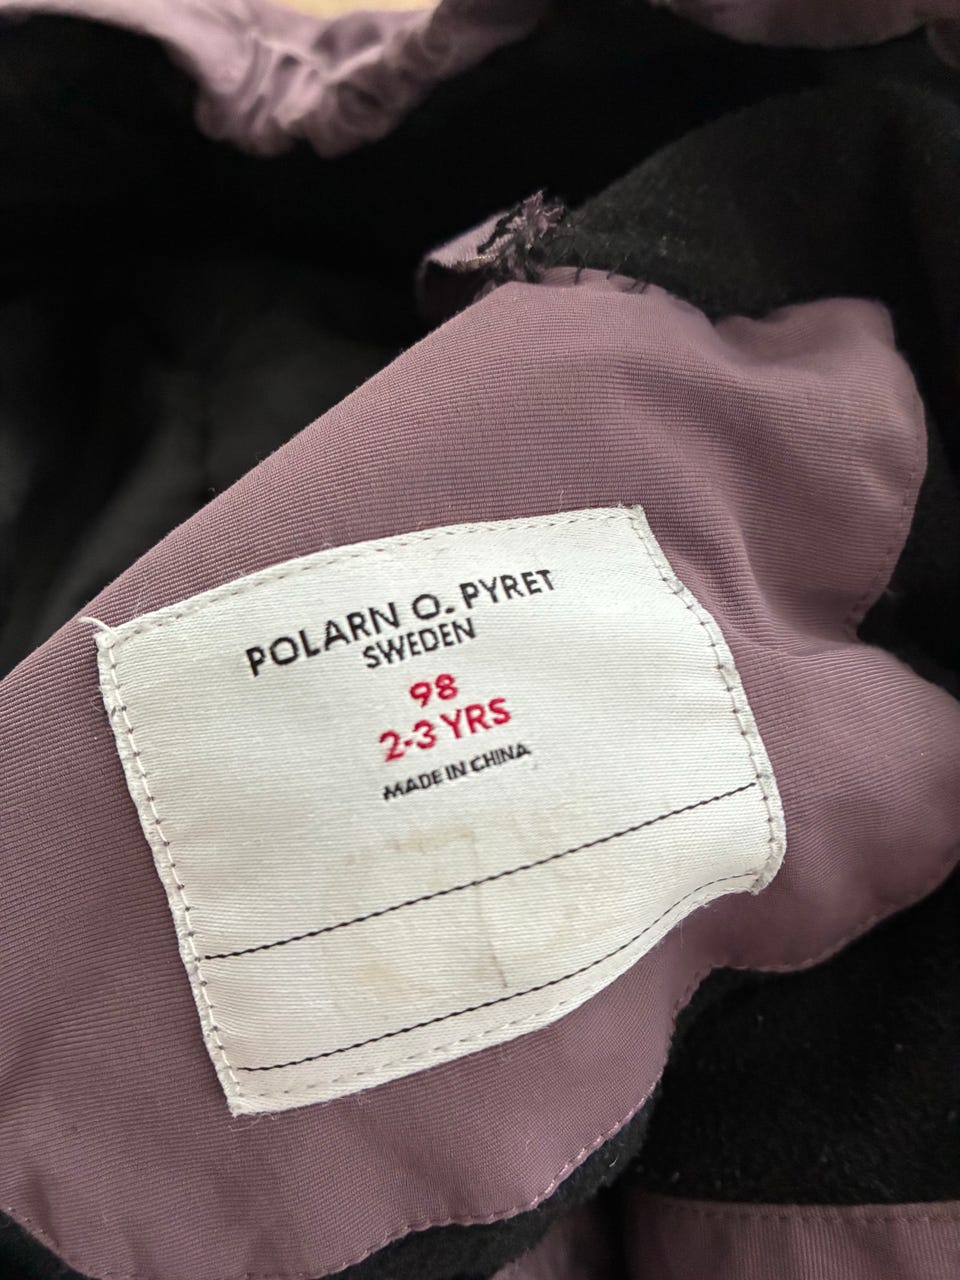 POLARN O. PYRET
SWEDEN
98
2-3 YRS
MADE IN CHINA